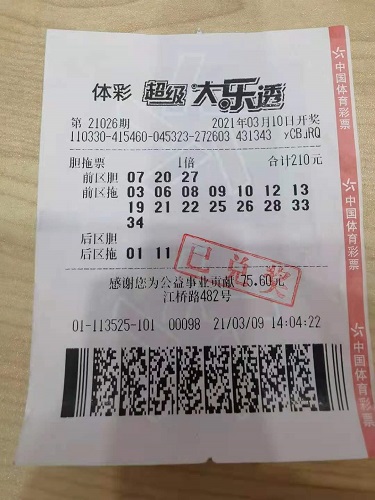 体彩 超级大乐透
第 21026期 2021年03月10日开奖
110330-415460-045323-272603 431343 yCBuRQ
胆拖票 1倍 合计210元
前区胆 07 20 27
前区拖 03 06 08 09 10 12 13
19 21 22 25 26 28 33
34
后区胆
后区拖 01 11
已兑奖
感谢您为公益事业贡献 75.60元
江桥路482号
01-113525-101 00098 21/03/09 14:04:22
中国体育彩票
中国体育彩票
中国体育彩票